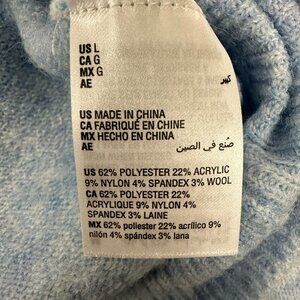 US L
CA G
MX G
AE كبير
US MADE IN CHINA
CA FABRIQUÉ EN CHINE
MX HECHO EN CHINA
AE صُنع في الصين
US 62% POLYESTER 22% ACRYLIC
9% NYLON 4% SPANDEX 3% WOOL
CA 62% POLYESTER 22%
ACRYLIQUE 9% NYLON 4%
SPANDEX 3% LAINE
MX 62% poliéster 22% acrílico 9%
nilón 4% spándex 3% lana